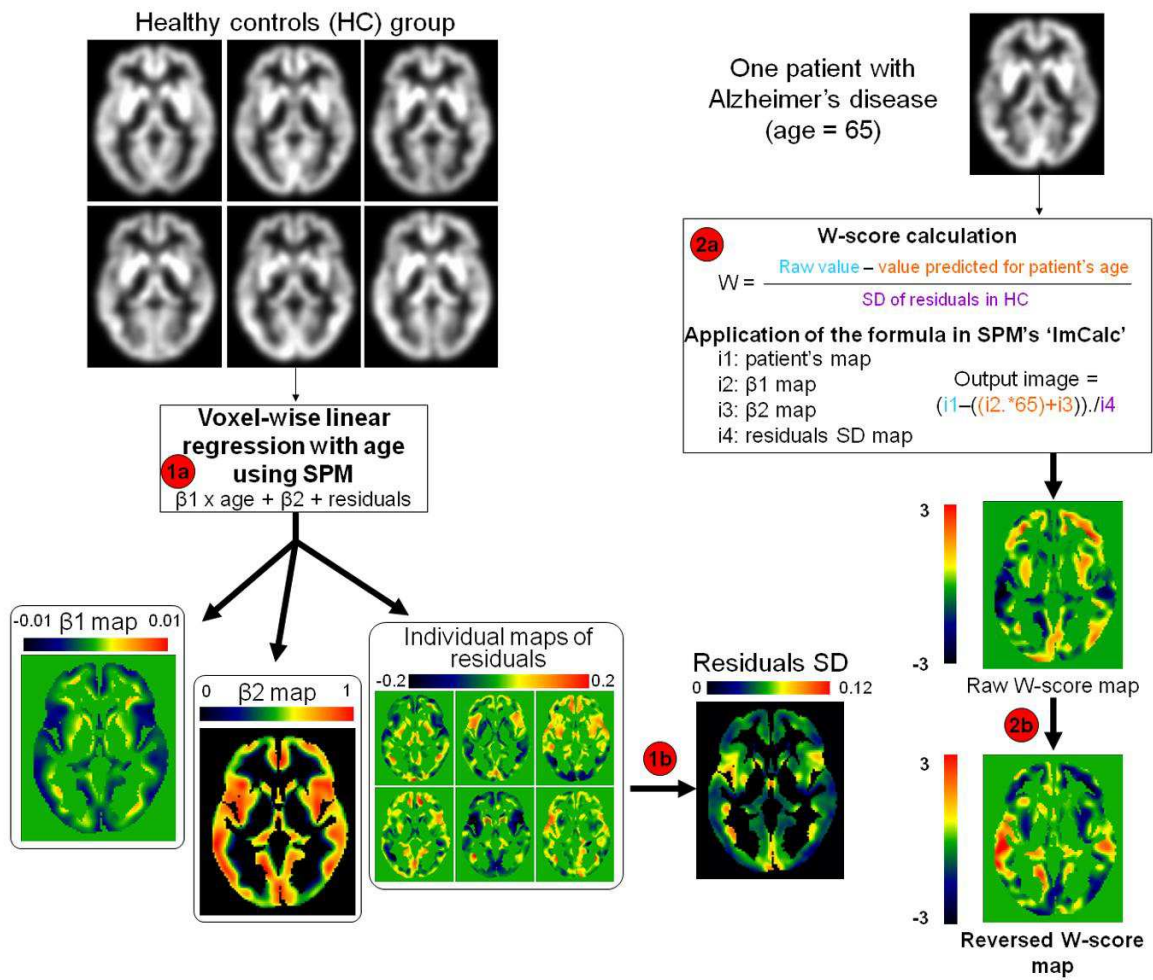 Healthy controls (HC) group
One patient with
Alzheimer's disease
(age = 65)
1a
Voxel-wise linear
regression with age
using SPM
β1 x age + β2 + residuals
2a
W-score calculation
W =
Raw value – value predicted for patient's age
SD of residuals in HC
Application of the formula in SPM's 'ImCalc'
i1: patient's map
i2: β1 map
i3: β2 map
i4: residuals SD map
Output image =
(i1–((i2.*65)+i3))./i4
-0.01 β1 map 0.01
0 β2 map 1
Individual maps of
residuals
-0.2 0.2
1b
Residuals SD
0 0.12
3
-3
Raw W-score map
2b
3
-3
Reversed W-score
map